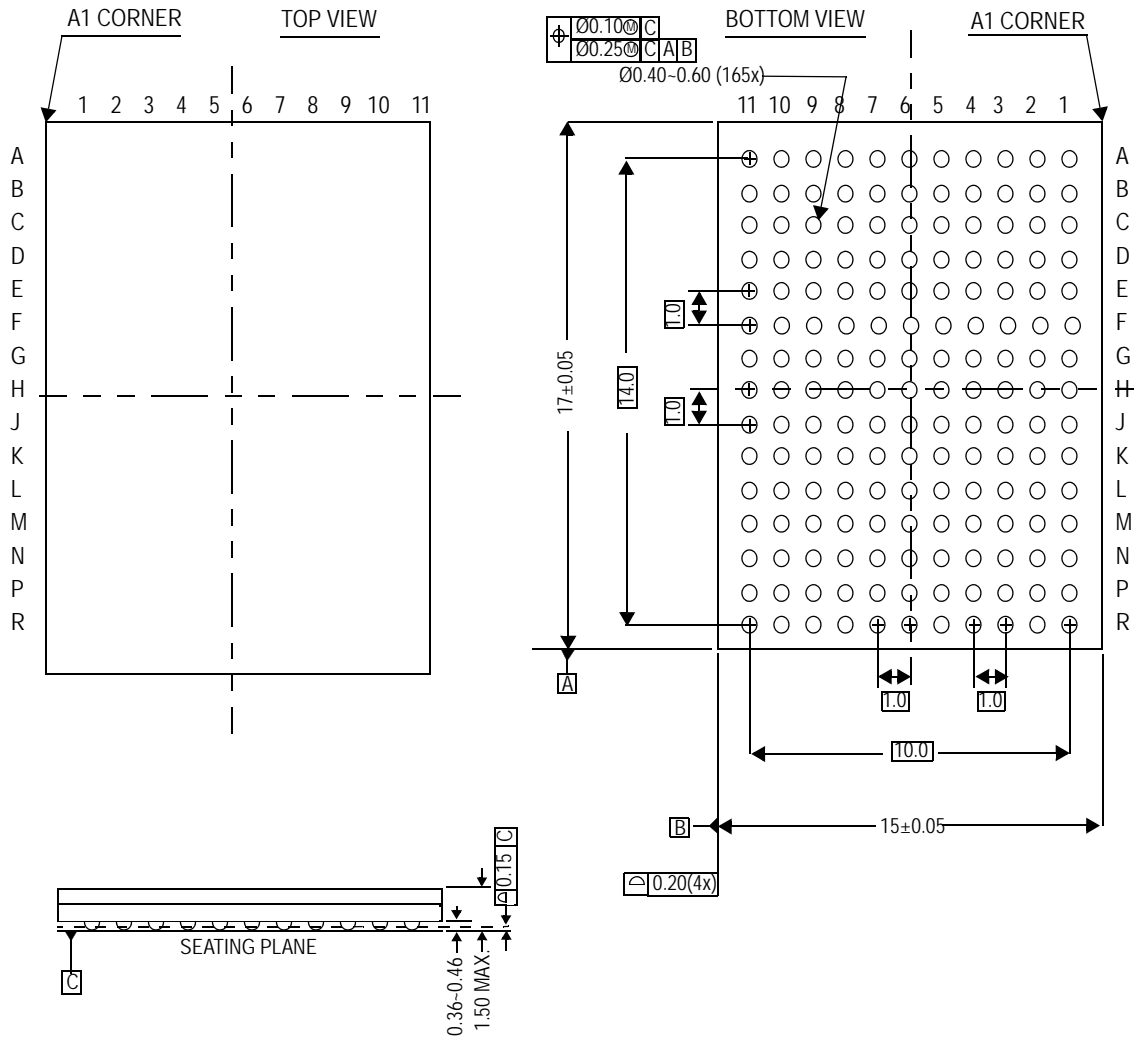 A1 CORNER
TOP VIEW
BOTTOM VIEW
A1 CORNER
Ø0.10Ⓜ C
Ø0.25Ⓜ C A B
Ø0.40~0.60 (165x)
1 2 3 4 5 6 7 8 9 10 11
11 10 9 8 7 6 5 4 3 2 1
A
B
C
D
E
F
G
H
J
K
L
M
N
P
R
A
B
C
D
E
F
G
H
J
K
L
M
N
P
R
17±0.05
14.0
1.0
1.0
A
1.0
1.0
10.0
B
15±0.05
0.20(4x)
0.15 C
SEATING PLANE
C
0.36~0.46
1.50 MAX.